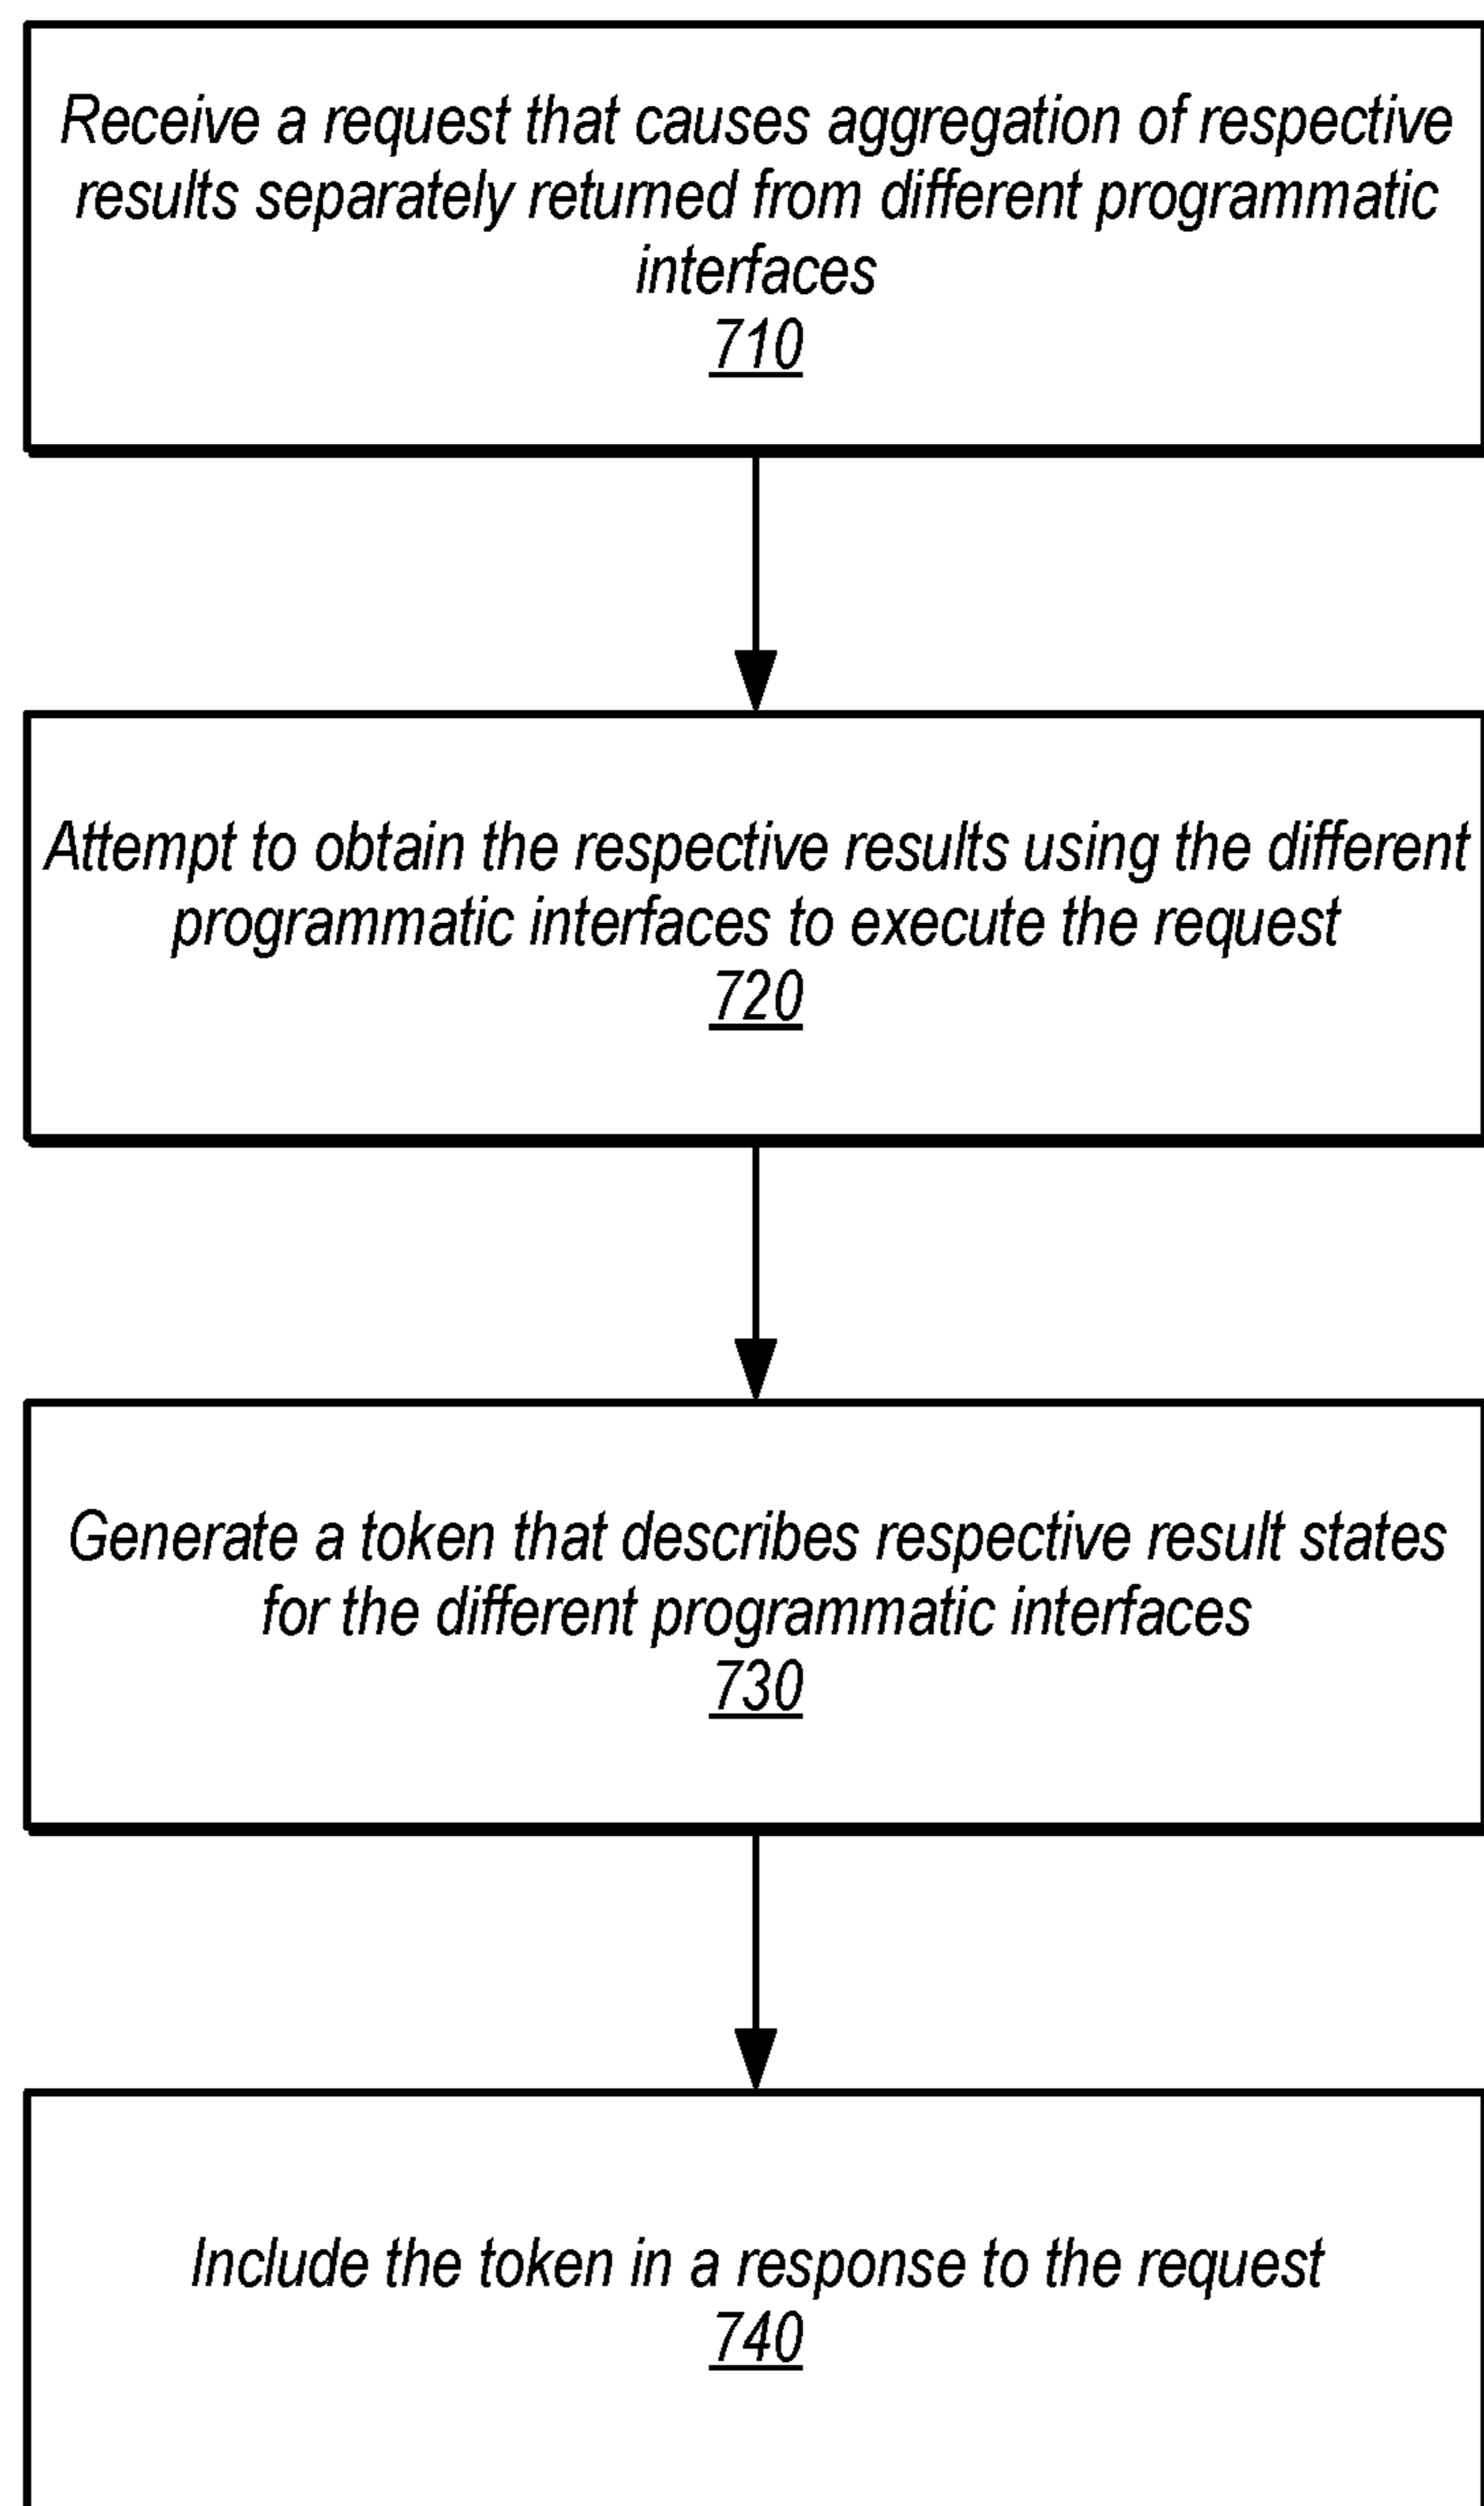 Receive a request that causes aggregation of respective
results separately returned from different programmatic
interfaces
710
Attempt to obtain the respective results using the different
programmatic interfaces to execute the request
720
Generate a token that describes respective result states
for the different programmatic interfaces
730
Include the token in a response to the request
740